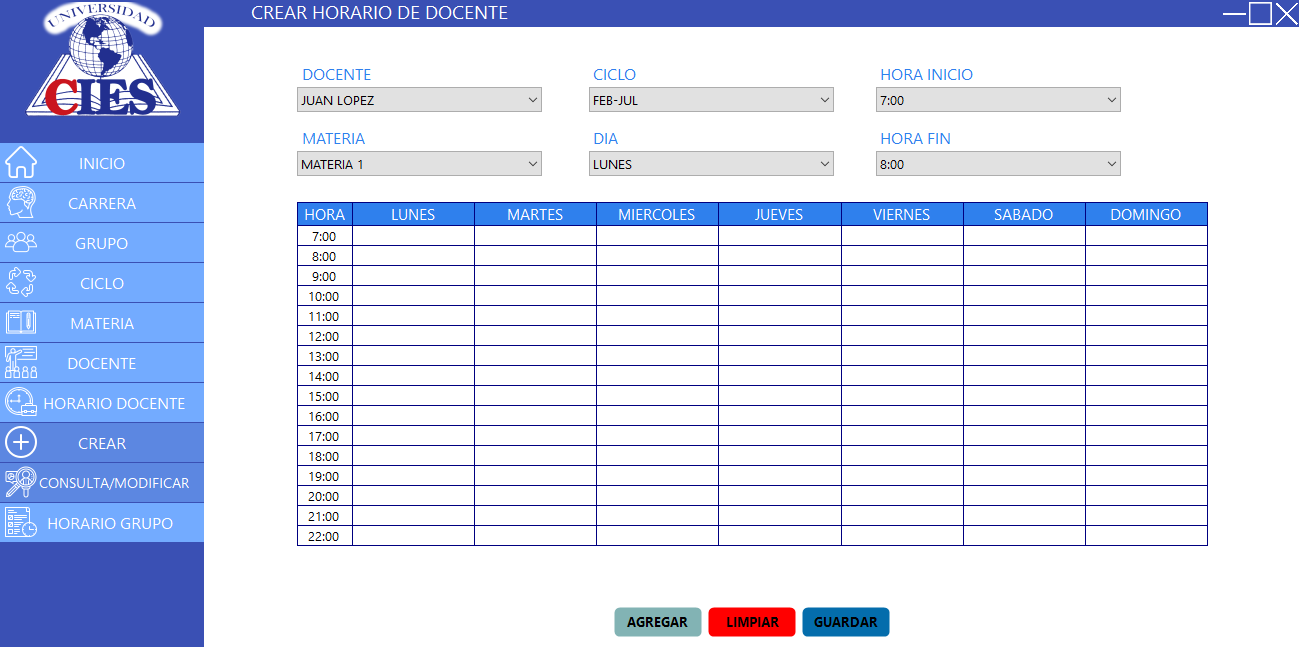 UNIVERSIDAD
CIES
CREAR HORARIO DE DOCENTE
INICIO
CARRERA
GRUPO
CICLO
MATERIA
DOCENTE
HORARIO DOCENTE
CREAR
CONSULTA/MODIFICAR
HORARIO GRUPO
DOCENTE CICLO HORA INICIO
JUAN LOPEZ FEB-JUL 7:00
MATERIA DIA HORA FIN
MATERIA 1 LUNES 8:00
HORA LUNES MARTES MIERCOLES JUEVES VIERNES SABADO DOMINGO
7:00
8:00
9:00
10:00
11:00
12:00
13:00
14:00
15:00
16:00
17:00
18:00
19:00
20:00
21:00
22:00
AGREGAR LIMPIAR GUARDAR